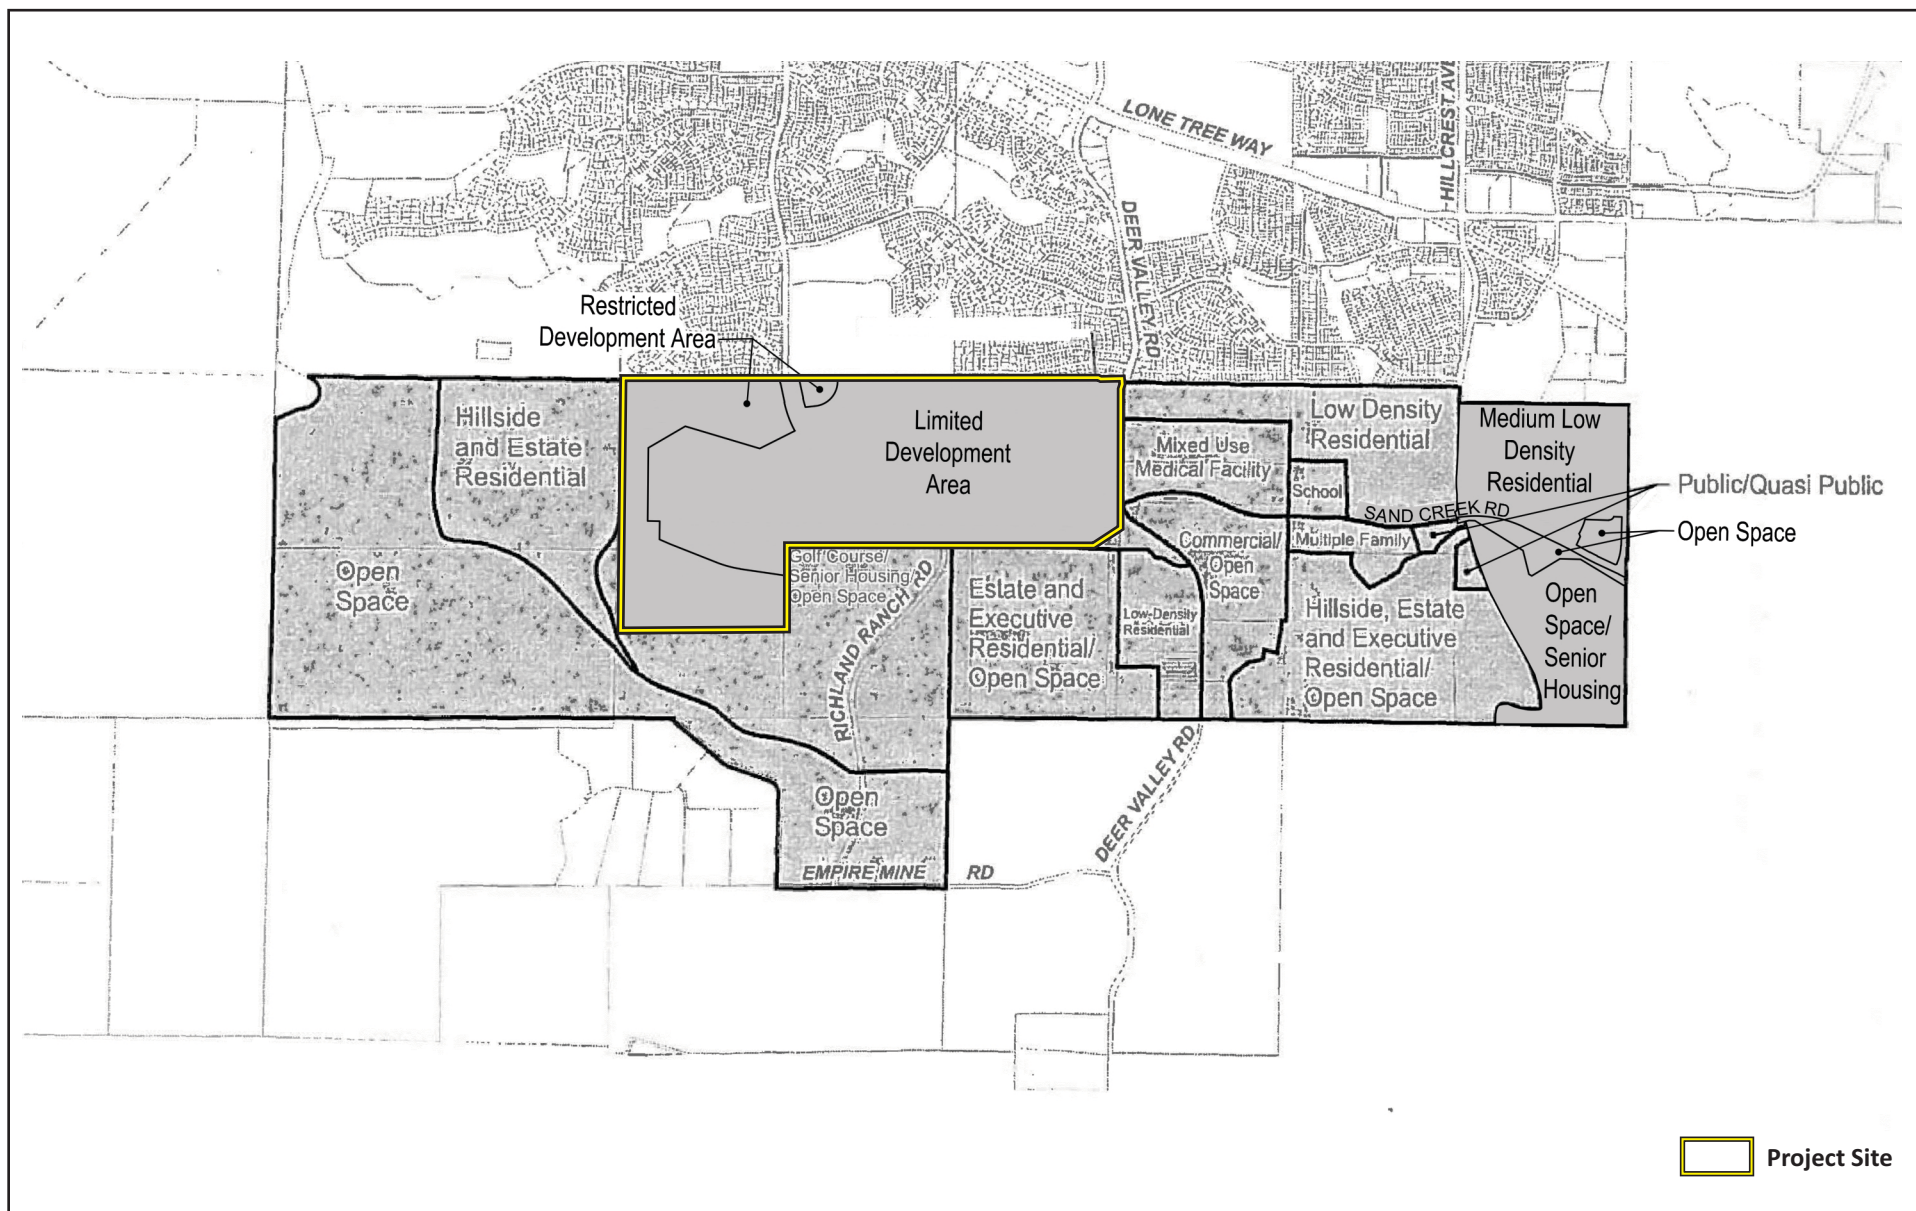 LONE TREE WAY
HILLCREST AVE
DEER VALLEY RD
Restricted
Development Area
Hillside
and Estate
Residential
Limited
Development
Area
Low Density
Residential
Medium Low
Density
Residential
Mixed Use
Medical Facility
School
Public/Quasi Public
SAND CREEK RD
Open Space
Multiple Family
Commercial/
Open
Space
Golf Course/
Senior Housing/
Open Space
Open
Space
Estate and
Executive
Residential/
Open Space
Low-Density
Residential
Hillside, Estate
and Executive
Residential/
Open Space
Open
Space/
Senior
Housing
RICHLAND RANCH RD
DEER VALLEY RD
Open
Space
EMPIRE MINE RD
Project Site